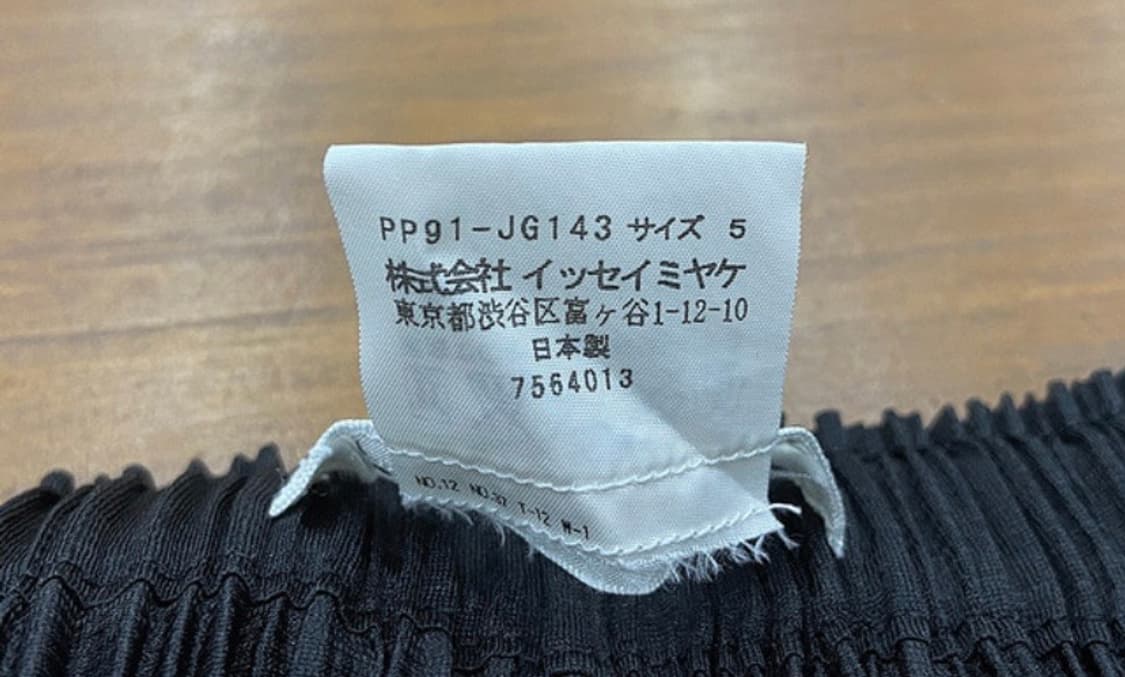 PP91-JG143 サイズ 5
株式会社 イッセイミヤケ
東京都渋谷区富ヶ谷1-12-10
日本製
7564013
NO.12 NO.37 T-12 W-1